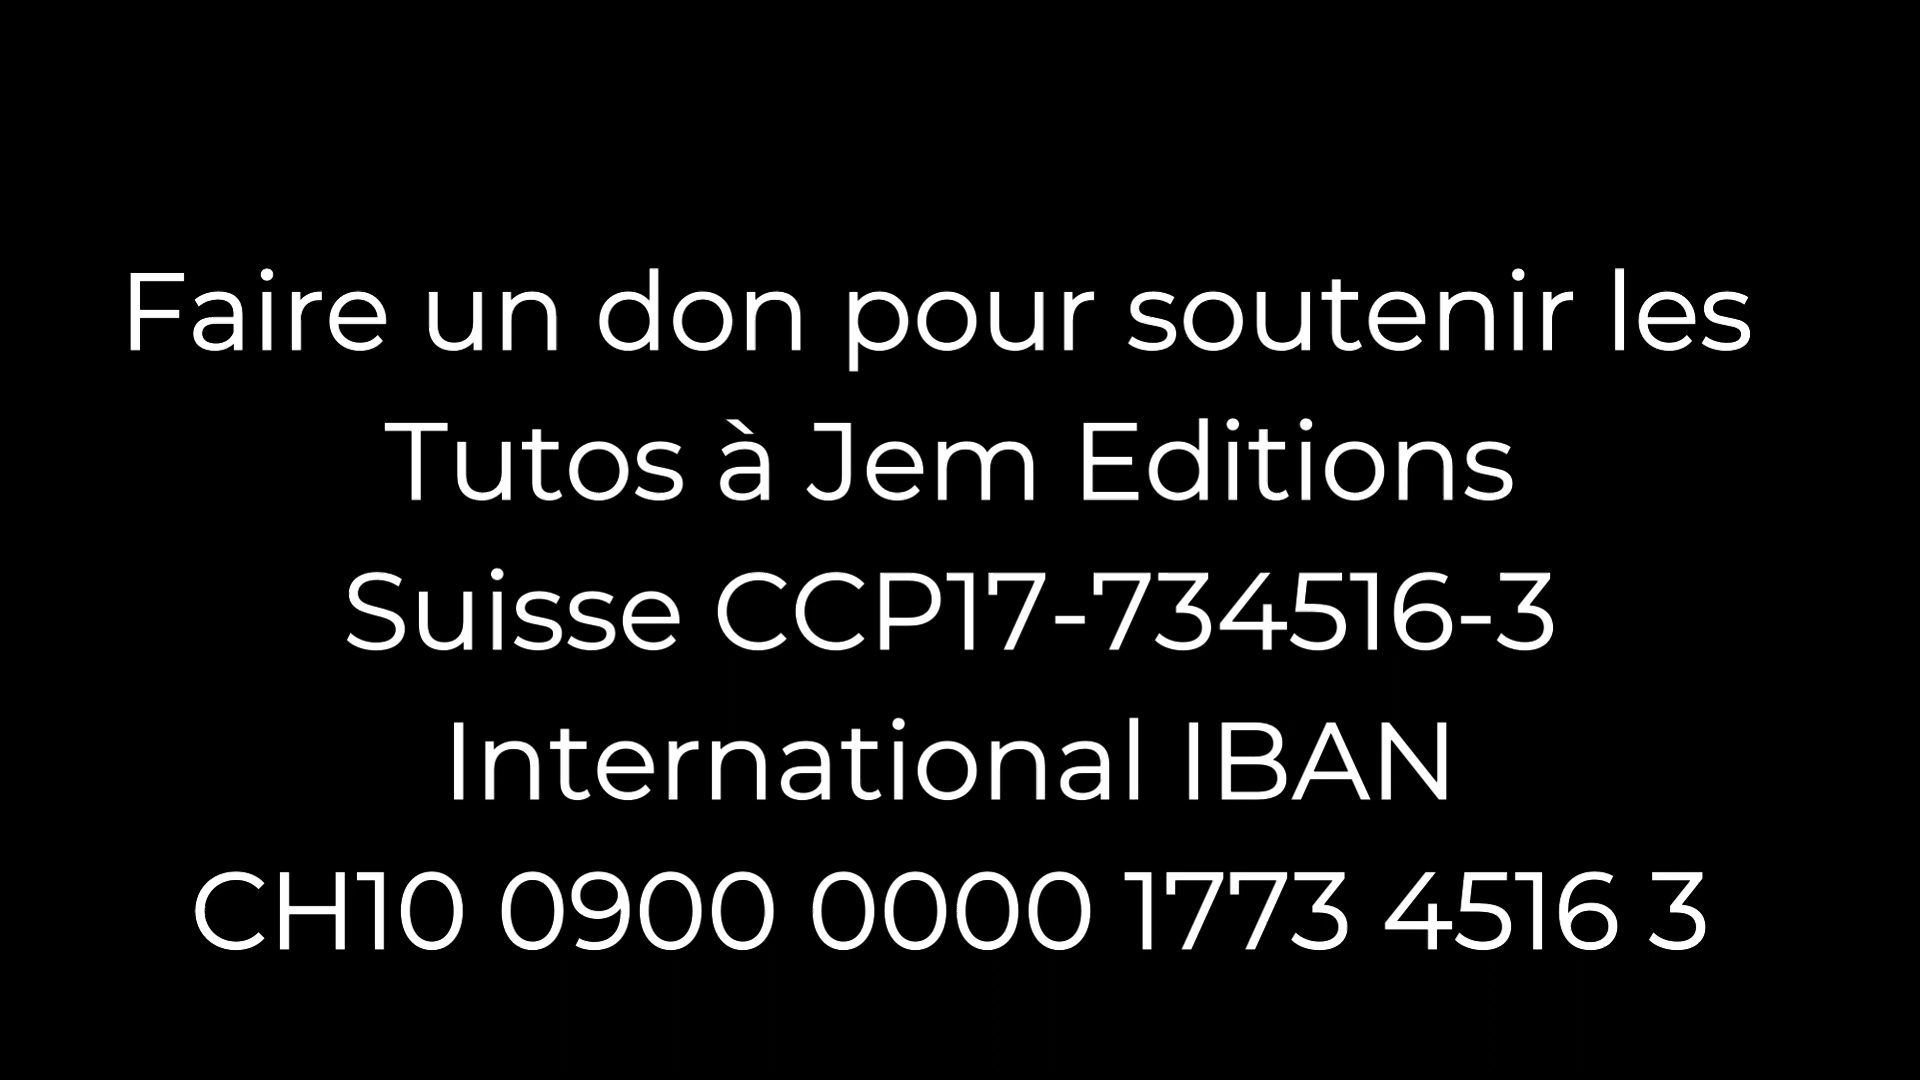 Faire un don pour soutenir les
Tutos à Jem Editions
Suisse CCP17-734516-3
International IBAN
CH10 0900 0000 1773 4516 3